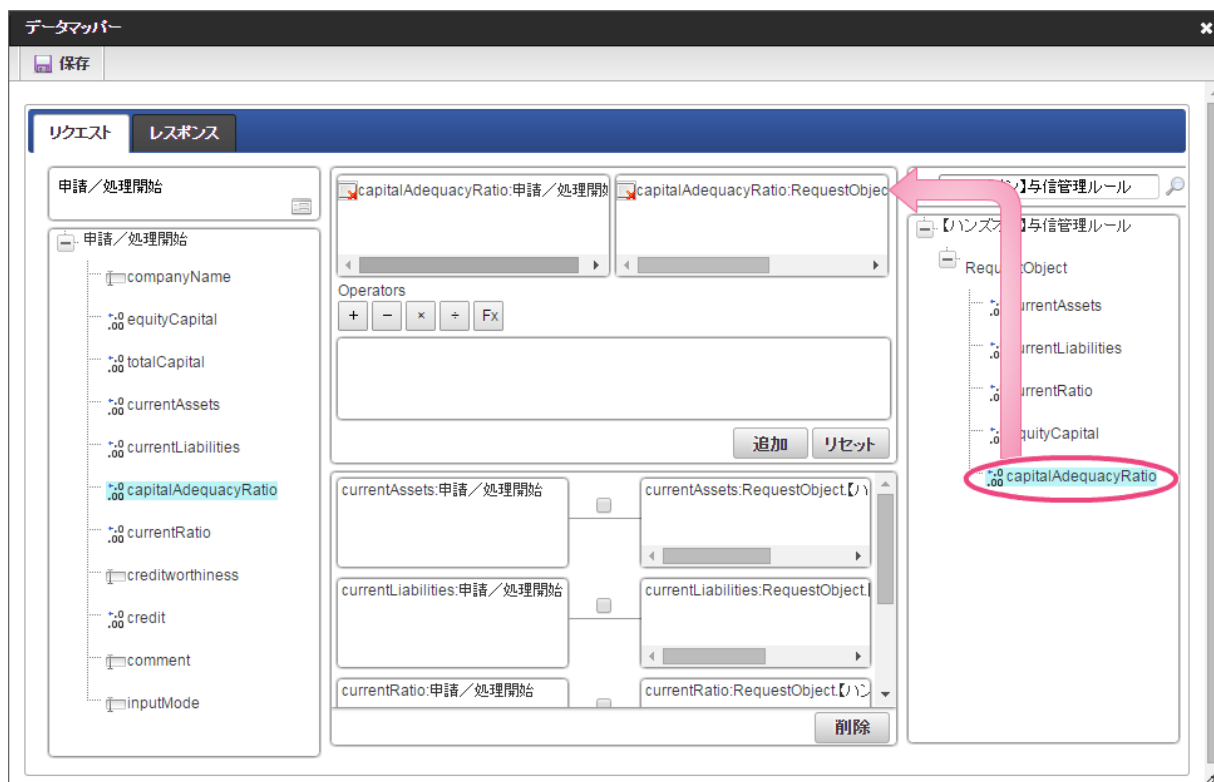 データマッパー
保存
リクエスト
レスポンス
申請／処理開始
申請／処理開始
companyName
equityCapital
totalCapital
currentAssets
currentLiabilities
capitalAdequacyRatio
currentRatio
creditworthiness
credit
comment
inputMode
capitalAdequacyRatio:申請／処理開始
capitalAdequacyRatio:RequestObjec
Operators
+ − × ÷ Fx
追加
リセット
currentAssets:申請／処理開始
currentAssets:RequestObject.【ハ
currentLiabilities:申請／処理開始
currentLiabilities:RequestObject.
currentRatio:申請／処理開始
currentRatio:RequestObject.【ハン
削除
】与信管理ルール
【ハンズオ 】与信管理ルール
Requ tObject
urrentAssets
urrentLiabilities
urrentRatio
quityCapital
capitalAdequacyRatio